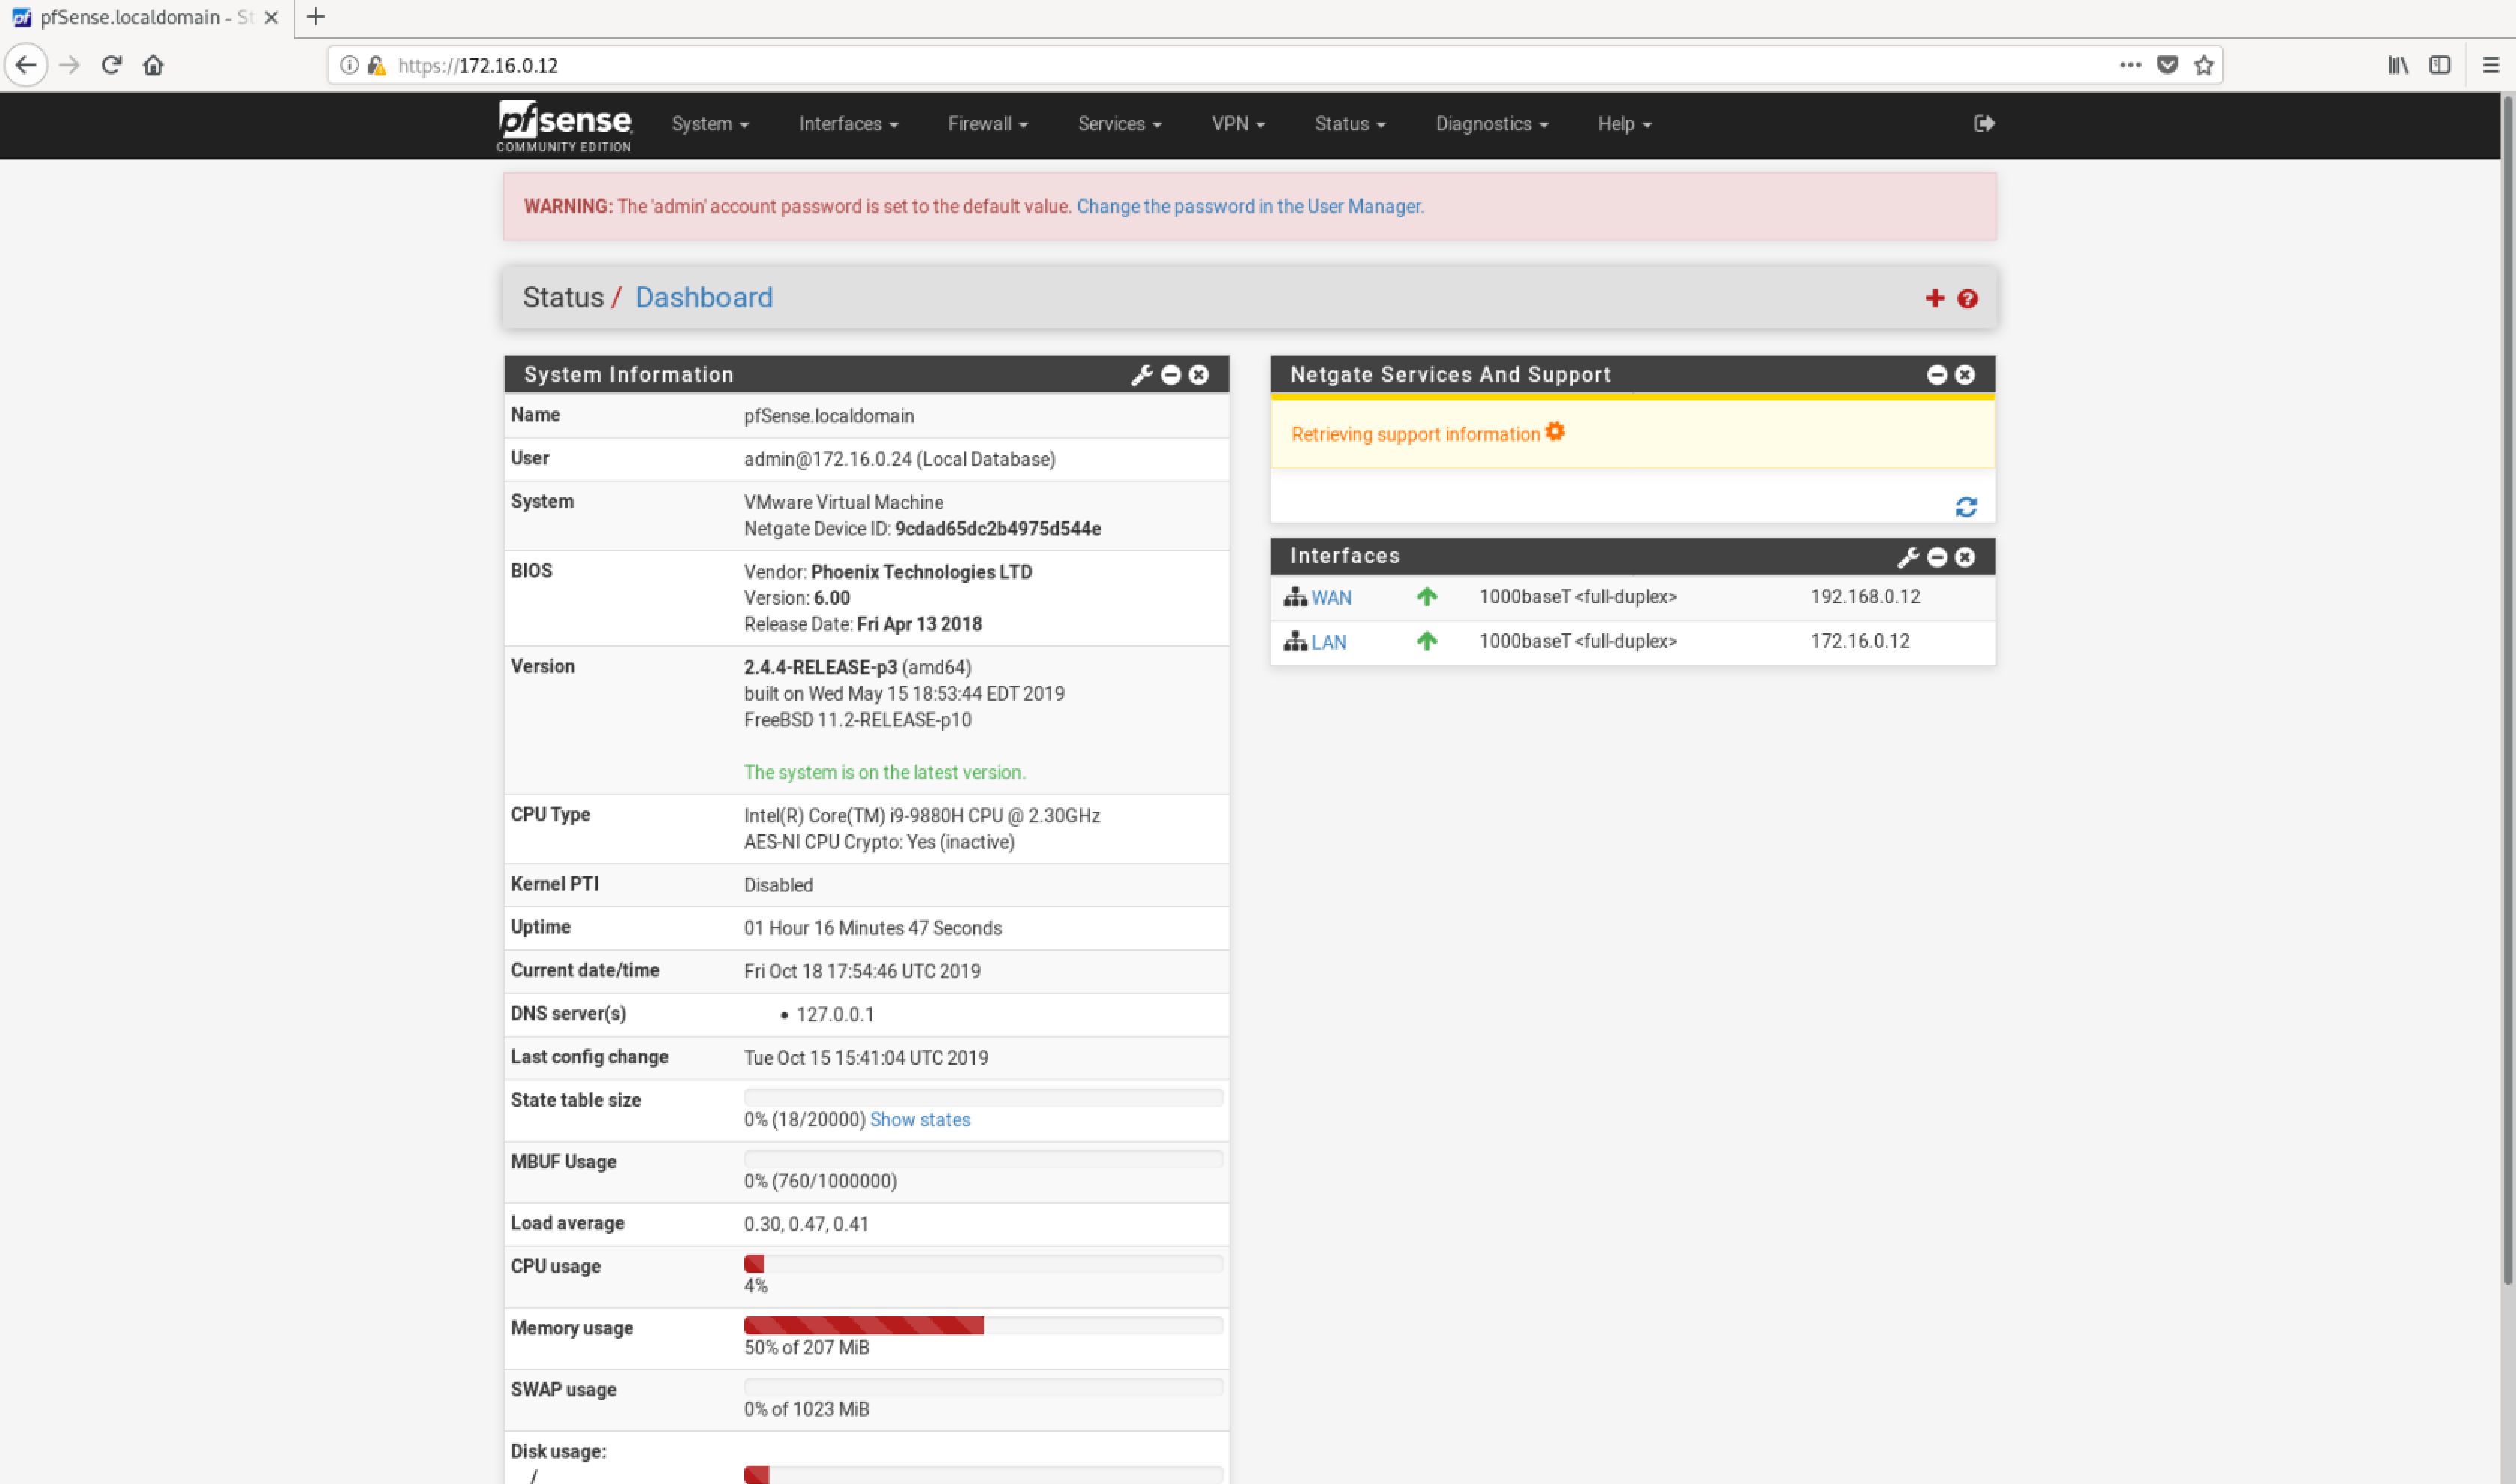 pfSense.localdomain - St
https://172.16.0.12
pfsense
COMMUNITY EDITION
System
Interfaces
Firewall
Services
VPN
Status
Diagnostics
Help
WARNING: The 'admin' account password is set to the default value. Change the password in the User Manager.
Status / Dashboard
System Information
Name pfSense.localdomain
User admin@172.16.0.24 (Local Database)
System VMware Virtual Machine
Netgate Device ID: 9cdad65dc2b4975d544e
BIOS Vendor: Phoenix Technologies LTD
Version: 6.00
Release Date: Fri Apr 13 2018
Version 2.4.4-RELEASE-p3 (amd64)
built on Wed May 15 18:53:44 EDT 2019
FreeBSD 11.2-RELEASE-p10
The system is on the latest version.
CPU Type Intel(R) Core(TM) i9-9880H CPU @ 2.30GHz
AES-NI CPU Crypto: Yes (inactive)
Kernel PTI Disabled
Uptime 01 Hour 16 Minutes 47 Seconds
Current date/time Fri Oct 18 17:54:46 UTC 2019
DNS server(s) • 127.0.0.1
Last config change Tue Oct 15 15:41:04 UTC 2019
State table size
0% (18/20000) Show states
MBUF Usage
0% (760/1000000)
Load average 0.30, 0.47, 0.41
CPU usage
4%
Memory usage
50% of 207 MiB
SWAP usage
0% of 1023 MiB
Disk usage:
/
Netgate Services And Support
Retrieving support information
Interfaces
WAN 1000baseT <full-duplex> 192.168.0.12
LAN 1000baseT <full-duplex> 172.16.0.12